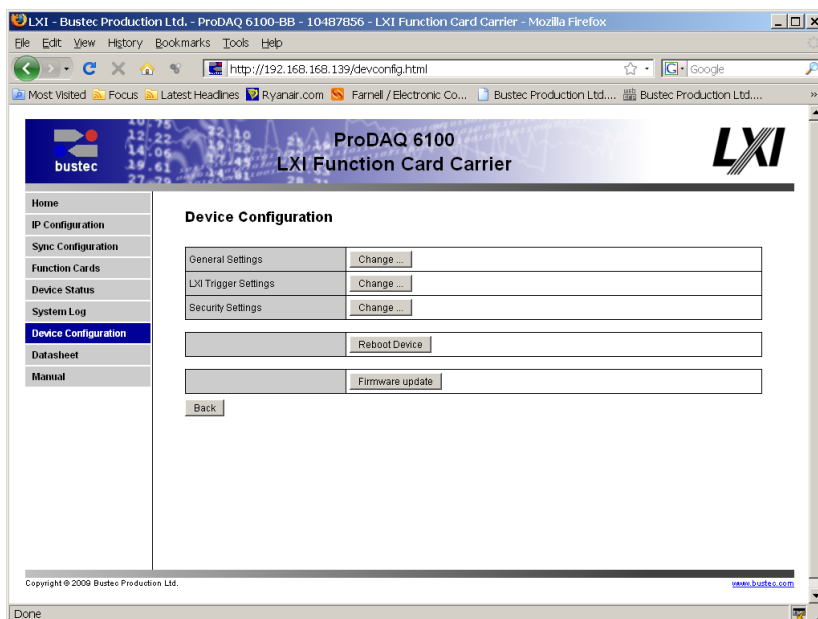 LXI - Bustec Production Ltd. - ProDAQ 6100-BB - 10487856 - LXI Function Card Carrier - Mozilla Firefox
File Edit View History Bookmarks Tools Help
http://192.168.168.139/devconfig.html
G Google
Most Visited Focus Latest Headlines Ryanair.com Farnell / Electronic Co... Bustec Production Ltd.... Bustec Production Ltd.... »
bustec
ProDAQ 6100
LXI Function Card Carrier
LXI
Home
IP Configuration
Sync Configuration
Function Cards
Device Status
System Log
Device Configuration
Datasheet
Manual
Device Configuration
General Settings Change ...
LXI Trigger Settings Change ...
Security Settings Change ...
Reboot Device
Firmware update
Back
Copyright © 2009 Bustec Production Ltd. www.bustec.com
Done